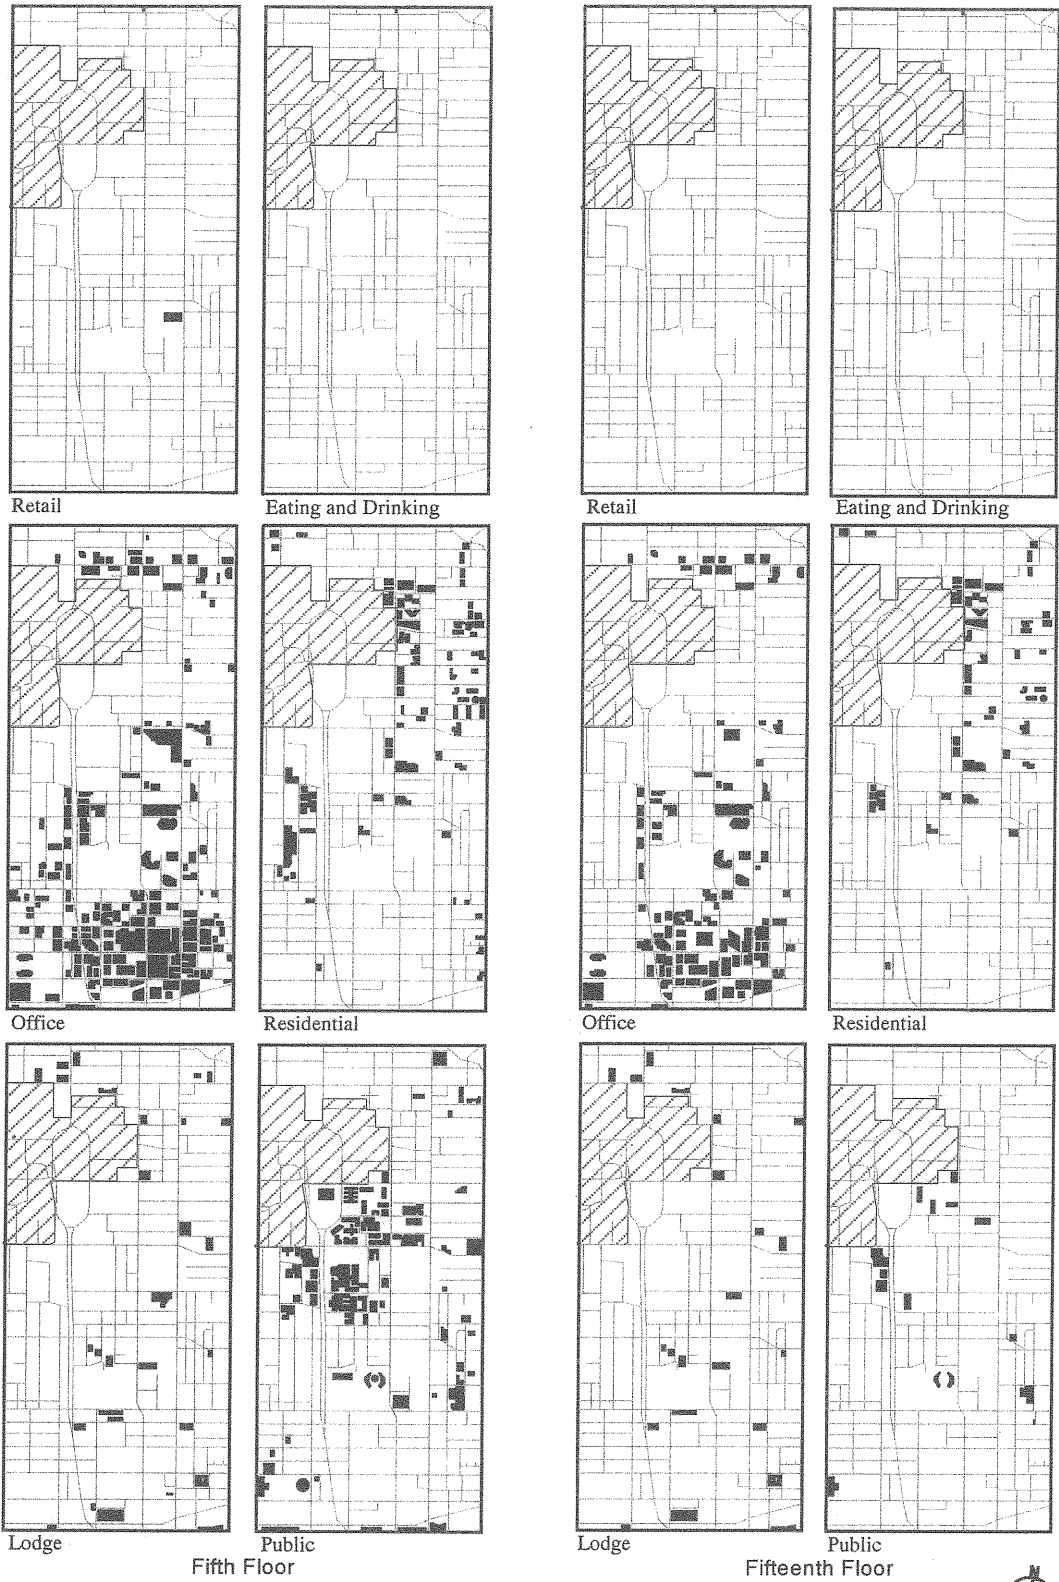 Retail
Eating and Drinking
Retail
Eating and Drinking
Office
Residential
Office
Residential
Lodge
Public
Lodge
Public
Fifth Floor
Fifteenth Floor
N